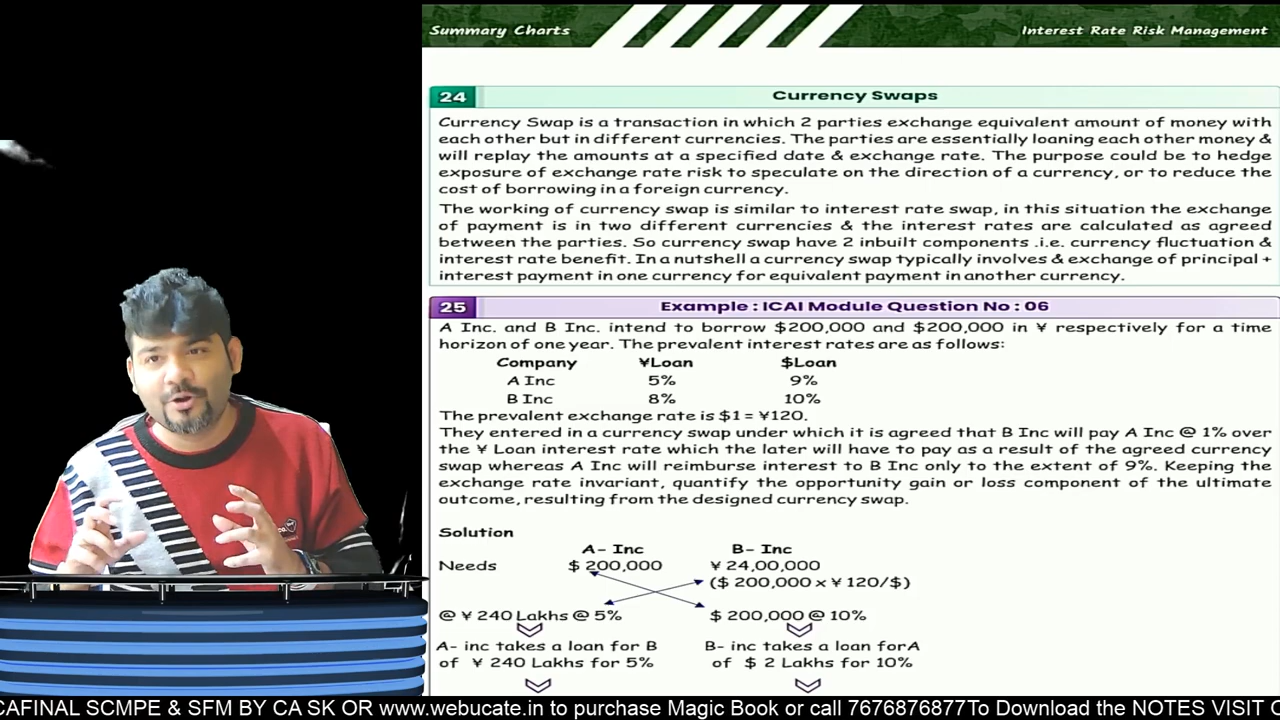 Summary Charts
Interest Rate Risk Management
24
Currency Swaps
Currency Swap is a transaction in which 2 parties exchange equivalent amount of money with
each other but in different currencies. The parties are essentially loaning each other money &
will replay the amounts at a specified date & exchange rate. The purpose could be to hedge
exposure of exchange rate risk to speculate on the direction of a currency, or to reduce the
cost of borrowing in a foreign currency.
The working of currency swap is similar to interest rate swap, in this situation the exchange
of payment is in two different currencies & the interest rates are calculated as agreed
between the parties. So currency swap have 2 inbuilt components .i.e. currency fluctuation &
interest rate benefit. In a nutshell a currency swap typically involves & exchange of principal +
interest payment in one currency for equivalent payment in another currency.
25
Example : ICAI Module Question No : 06
A Inc. and B Inc. intend to borrow $200,000 and $200,000 in ¥ respectively for a time
horizon of one year. The prevalent interest rates are as follows:
Company ¥Loan $Loan
A Inc 5% 9%
B Inc 8% 10%
The prevalent exchange rate is $1 = ¥120.
They entered in a currency swap under which it is agreed that B Inc will pay A Inc @ 1% over
the ¥ Loan interest rate which the later will have to pay as a result of the agreed currency
swap whereas A Inc will reimburse interest to B Inc only to the extent of 9%. Keeping the
exchange rate invariant, quantify the opportunity gain or loss component of the ultimate
outcome, resulting from the designed currency swap.
Solution
A- Inc B- Inc
Needs $ 200,000 ¥ 24,00,000
($ 200,000 x ¥ 120/$)
@ ¥ 240 Lakhs @ 5% $ 200,000 @ 10%
A- inc takes a loan for B B- inc takes a loan forA
of ¥ 240 Lakhs for 5% of $ 2 Lakhs for 10%
CAFINAL SCMPE & SFM BY CA SK OR www.webucate.in to purchase Magic Book or call 7676876877To Download the NOTES VISIT